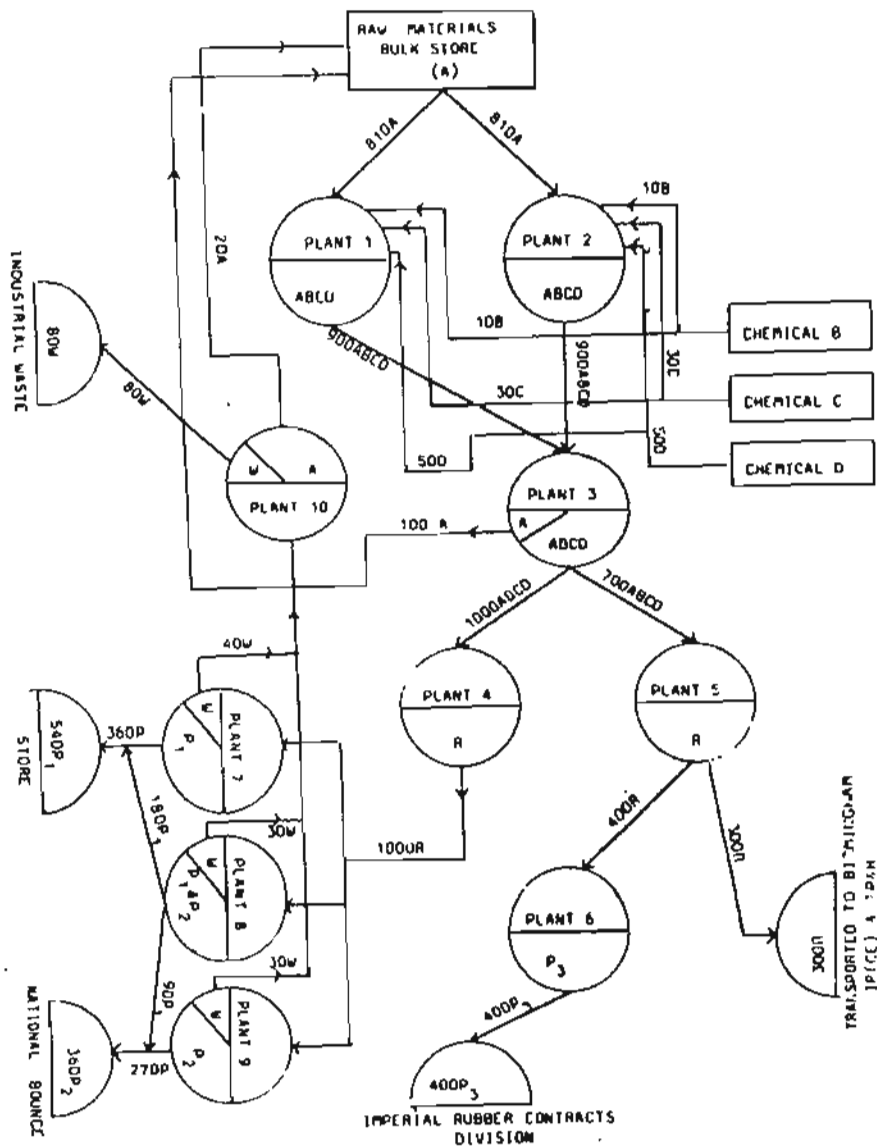 RAW MATERIALS
BULK STORE
(A)
810A
810A
10B
PLANT 1
ABCD
PLANT 2
ABCD
20A
10B
30C
CHEMICAL B
900ABCD
900ABCD
30C
CHEMICAL C
50D
50D
CHEMICAL D
INDUSTRIAL WASTE
80W
80W
W
A
PLANT 10
PLANT 3
A
ABCD
100 A
1000ABCD
700ABCD
40W
PLANT 4
R
PLANT 5
R
STORE
540P1
360P
W
P1
PLANT 7
180P1
30W
1000R
400R
300R
W
P1&P2
PLANT 8
PLANT 6
P3
300R
TRANSPORTED TO
30W
90P
NATIONAL BOUNCE
360P2
270P
W
P2
PLANT 9
400P3
400P3
IMPERIAL RUBBER CONTRACTS
DIVISION